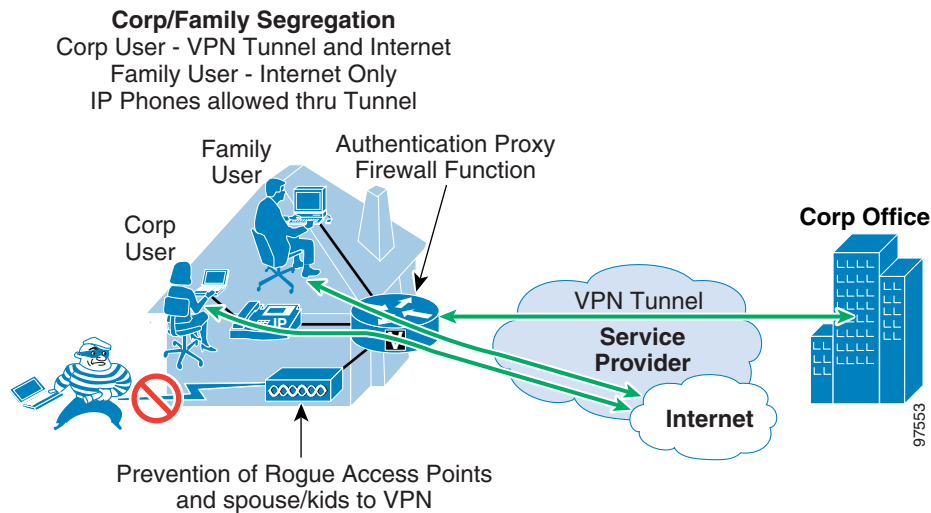 Corp/Family Segregation
Corp User - VPN Tunnel and Internet
Family User - Internet Only
IP Phones allowed thru Tunnel
Family
User
Authentication Proxy
Firewall Function
Corp
User
Corp Office
IP
V
VPN Tunnel
Service
Provider
Internet
97553
Prevention of Rogue Access Points
and spouse/kids to VPN